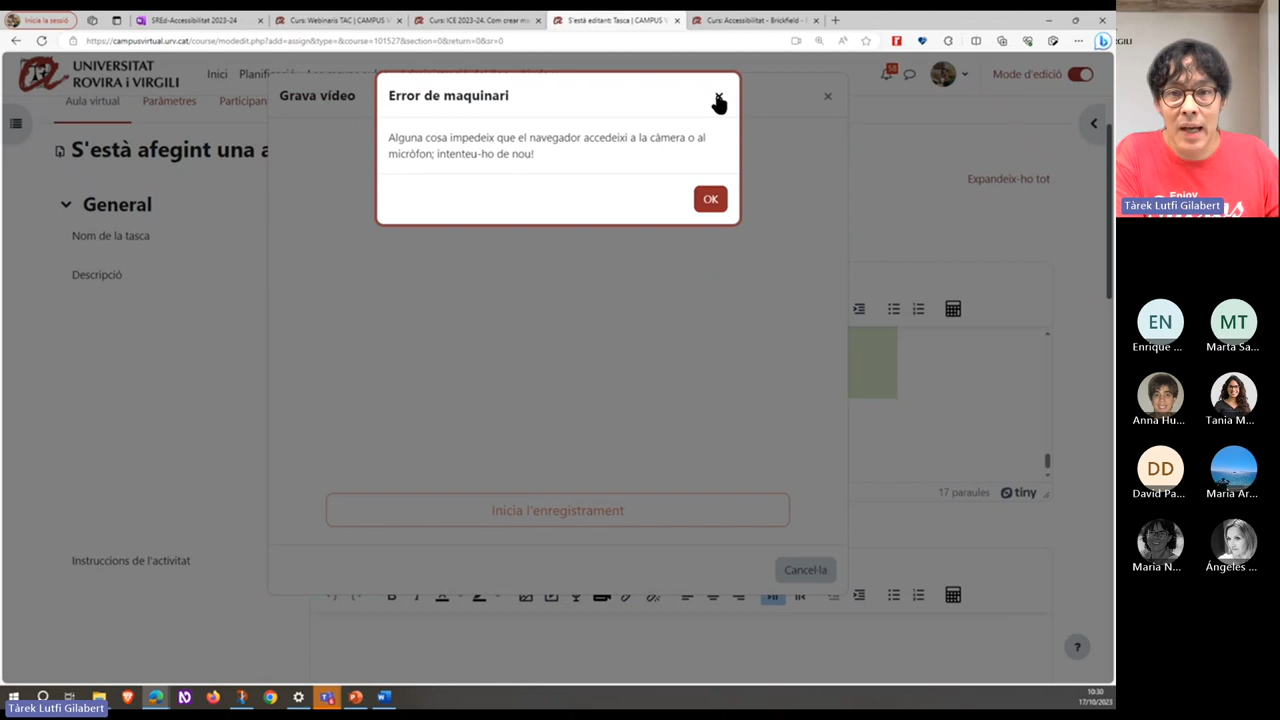 Inicia la sessió
SREd-Accessibilitat 2023-24
Curs: Webinaris TAC | CAMPUS V
Curs: ICE 2023-24. Com crear ma
S'està editant: Tasca | CAMPUS V
Curs: Accessibilitat - Brickfield -
https://campusvirtual.urv.cat/course/modedit.php?add=assign&type=&course=101527&section=0&return=0&sr=0
UNIVERSITAT
ROVIRA i VIRGILI
Inici
Mode d'edició
Aula virtual
Paràmetres
Participan
Grava vídeo
Error de maquinari
Alguna cosa impedeix que el navegador accedeixi a la càmera o al
micròfon; intenteu-ho de nou!
OK
S'està afegint una a
Expandeix-ho tot
General
Nom de la tasca
Descripció
17 paraules
tiny
Inicia l'enregistrament
Cancel·la
Instruccions de l'activitat
?
10:30
17/10/2023
Tàrek Lutfi Gilabert
VIRGILI
Enjoy
Tàrek Lutfi Gilabert
EN
Enrique ...
MT
Marta Sa...
Anna Hu...
Tania M...
DD
David Pa...
Maria Ar...
Maria N...
Ángeles ...